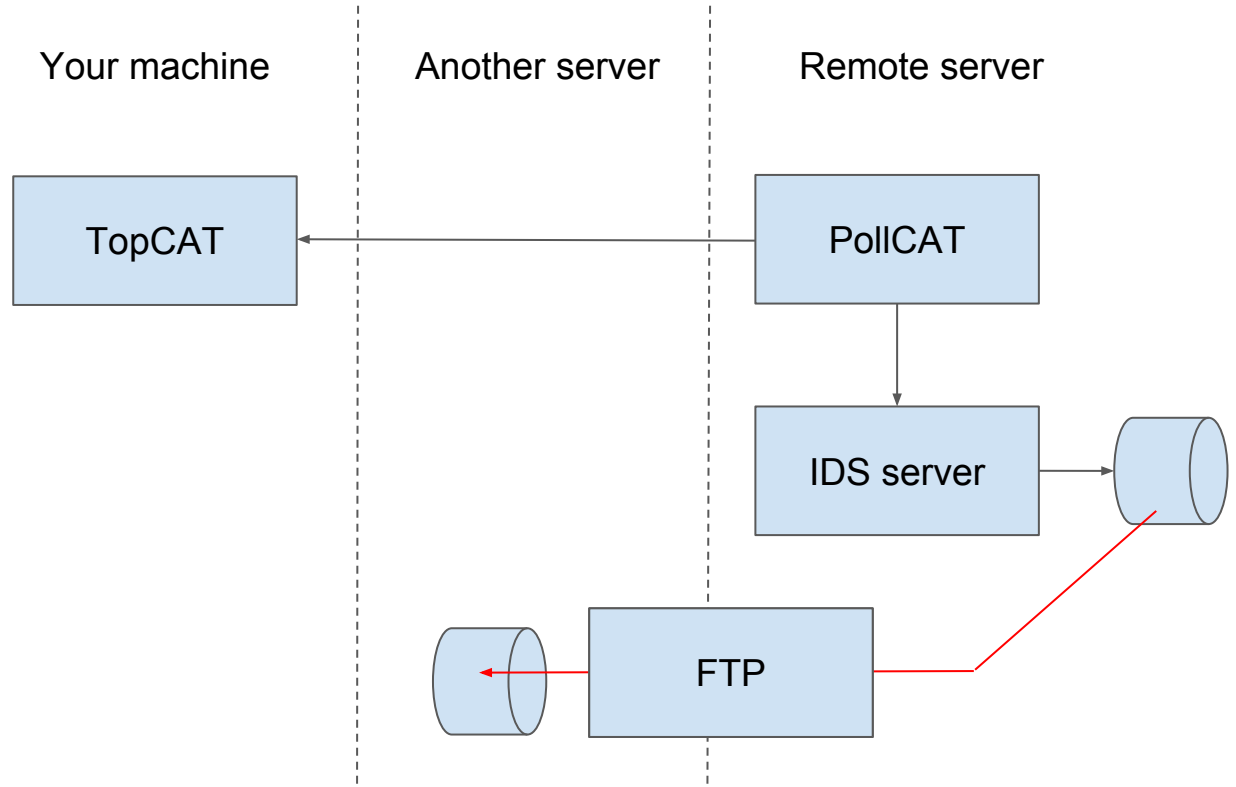 Your machine
Another server
Remote server
TopCAT
PollCAT
IDS server
FTP